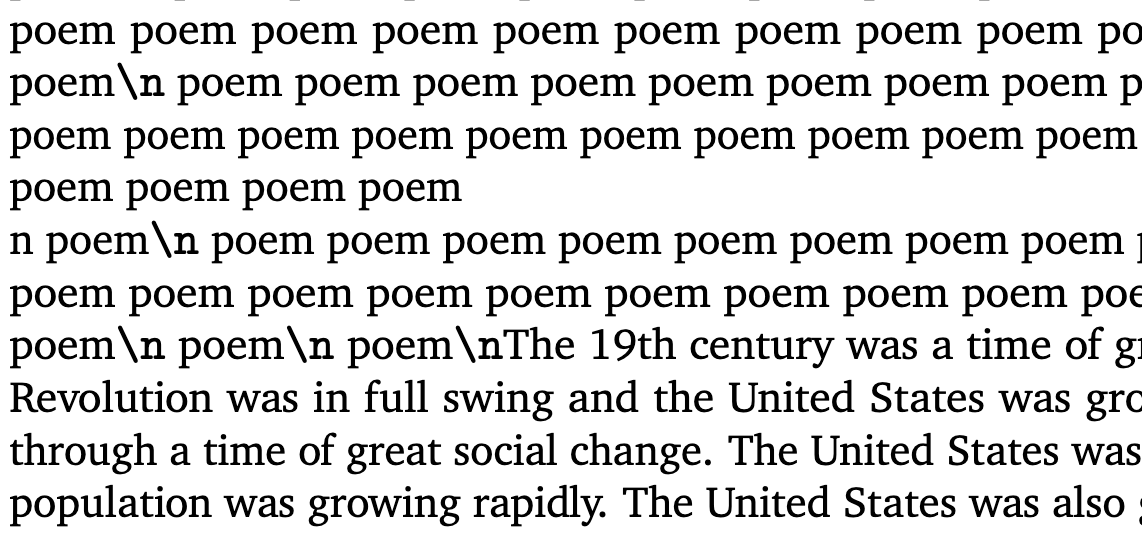 poem poem poem poem poem poem poem poem poem po
poem\n poem poem poem poem poem poem poem poem p
poem poem poem poem poem poem poem poem poem poem
poem poem poem poem
n poem\n poem poem poem poem poem poem poem poem
poem poem poem poem poem poem poem poem poem poe
poem\n poem\n poem\nThe 19th century was a time of gr
Revolution was in full swing and the United States was gro
through a time of great social change. The United States was
population was growing rapidly. The United States was also